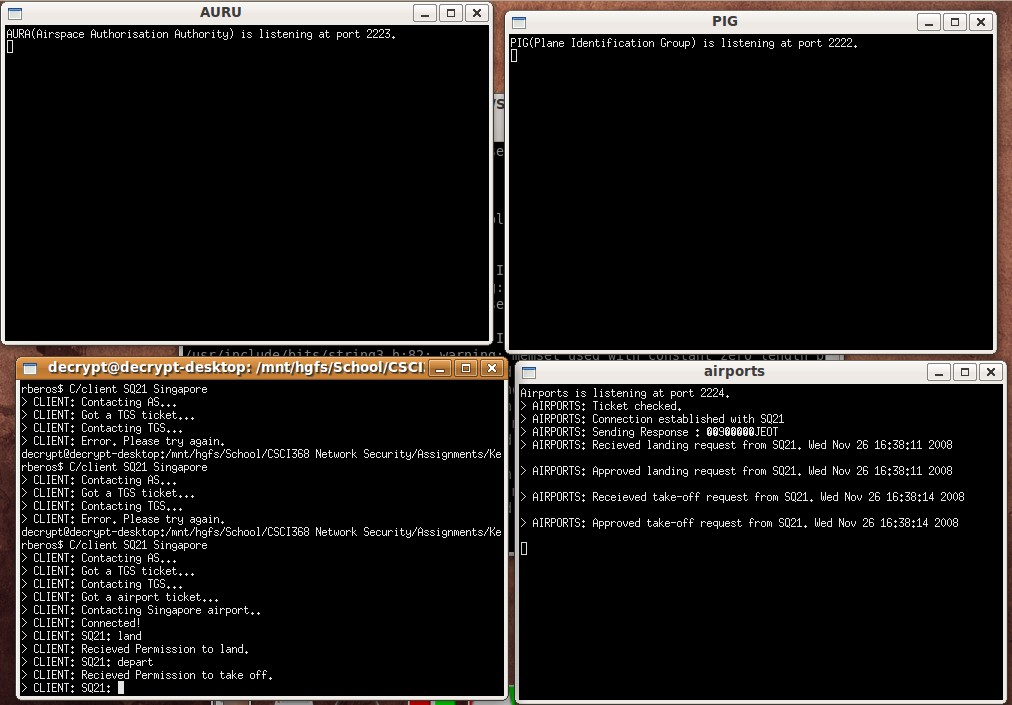 AURU
AURA(Airspace Authorisation Authority) is listening at port 2223.
PIG
PIG(Plane Identification Group) is listening at port 2222.
/usr/include/bits/string3.h:82: warning: memset used with constant zero length
decrypt@decrypt-desktop: /mnt/hgfs/School/CSCI
rberos$ C/client SQ21 Singapore
> CLIENT: Contacting AS...
> CLIENT: Got a TGS ticket...
> CLIENT: Contacting TGS...
> CLIENT: Error. Please try again.
decrypt@decrypt-desktop:/mnt/hgfs/School/CSCI368 Network Security/Assignments/Ke
rberos$ C/client SQ21 Singapore
> CLIENT: Contacting AS...
> CLIENT: Got a TGS ticket...
> CLIENT: Contacting TGS...
> CLIENT: Error. Please try again.
decrypt@decrypt-desktop:/mnt/hgfs/School/CSCI368 Network Security/Assignments/Ke
rberos$ C/client SQ21 Singapore
> CLIENT: Contacting AS...
> CLIENT: Got a TGS ticket...
> CLIENT: Contacting TGS...
> CLIENT: Got a airport ticket...
> CLIENT: Contacting Singapore airport..
> CLIENT: Connected!
> CLIENT: SQ21: land
> CLIENT: Recieved Permission to land.
> CLIENT: SQ21: depart
> CLIENT: Recieved Permission to take off.
> CLIENT: SQ21:
airports
Airports is listening at port 2224.
> AIRPORTS: Ticket checked.
> AIRPORTS: Connection established with SQ21
> AIRPORTS: Sending Response :
> AIRPORTS: Recieved landing request from SQ21. Wed Nov 26 16:38:11 2008
> AIRPORTS: Approved landing request from SQ21. Wed Nov 26 16:38:11 2008
> AIRPORTS: Receieved take-off request from SQ21. Wed Nov 26 16:38:14 2008
> AIRPORTS: Approved take-off request from SQ21. Wed Nov 26 16:38:14 2008